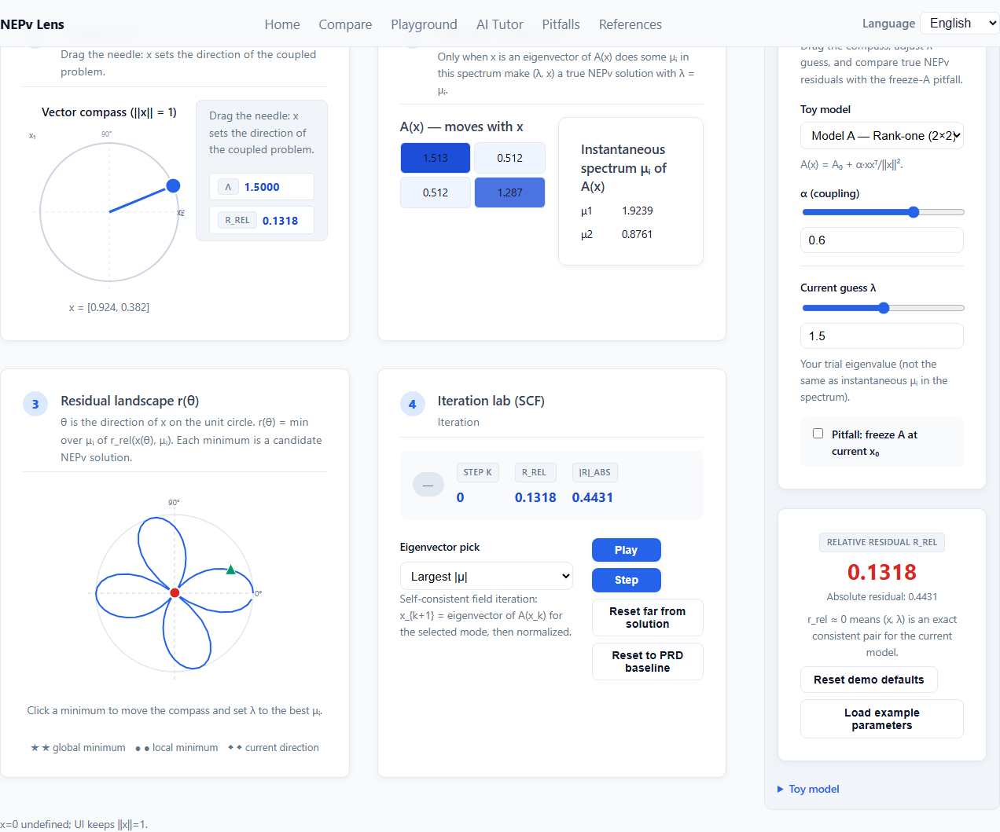 NEPv Lens
Home
Compare
Playground
AI Tutor
Pitfalls
References
Language
English
Drag the needle: x sets the direction of the coupled
problem.
Vector compass (||x|| = 1)
x₁
90°
x = [0.924, 0.382]
Drag the needle: x
sets the direction of
the coupled problem.
Λ 1.5000
R_REL 0.1318
Only when x is an eigenvector of A(x) does some μᵢ in
this spectrum make (λ, x) a true NEPv solution with λ =
μᵢ.
A(x) — moves with x
1.513 0.512
0.512 1.287
Instantaneous
spectrum μᵢ of
A(x)
μ1 1.9239
μ2 0.8761
guess, and compare true NEPv
residuals with the freeze-A pitfall.
Toy model
Model A — Rank-one (2×2)
A(x) = A₀ + α·xxᵀ/||x||².
α (coupling)
0.6
Current guess λ
1.5
Your trial eigenvalue (not the
same as instantaneous μᵢ in the
spectrum).
Pitfall: freeze A at
current x₀
3
Residual landscape r(θ)
θ is the direction of x on the unit circle. r(θ) = min
over μᵢ of r_rel(x(θ), μᵢ). Each minimum is a candidate
NEPv solution.
90°
0°
Click a minimum to move the compass and set λ to the best μᵢ.
★ ★ global minimum ● ● local minimum ✦ ✦ current direction
4
Iteration lab (SCF)
Iteration
—
STEP K R_REL |R|_ABS
0 0.1318 0.4431
Eigenvector pick
Largest |μ|
Self-consistent field iteration:
x_{k+1} = eigenvector of A(x_k) for
the selected mode, then normalized.
Play
Step
Reset far from
solution
Reset to PRD
baseline
RELATIVE RESIDUAL R_REL
0.1318
Absolute residual: 0.4431
r_rel ≈ 0 means (x, λ) is an exact
consistent pair for the current
model.
Reset demo defaults
Load example
parameters
▶ Toy model
x=0 undefined; UI keeps ||x||=1.